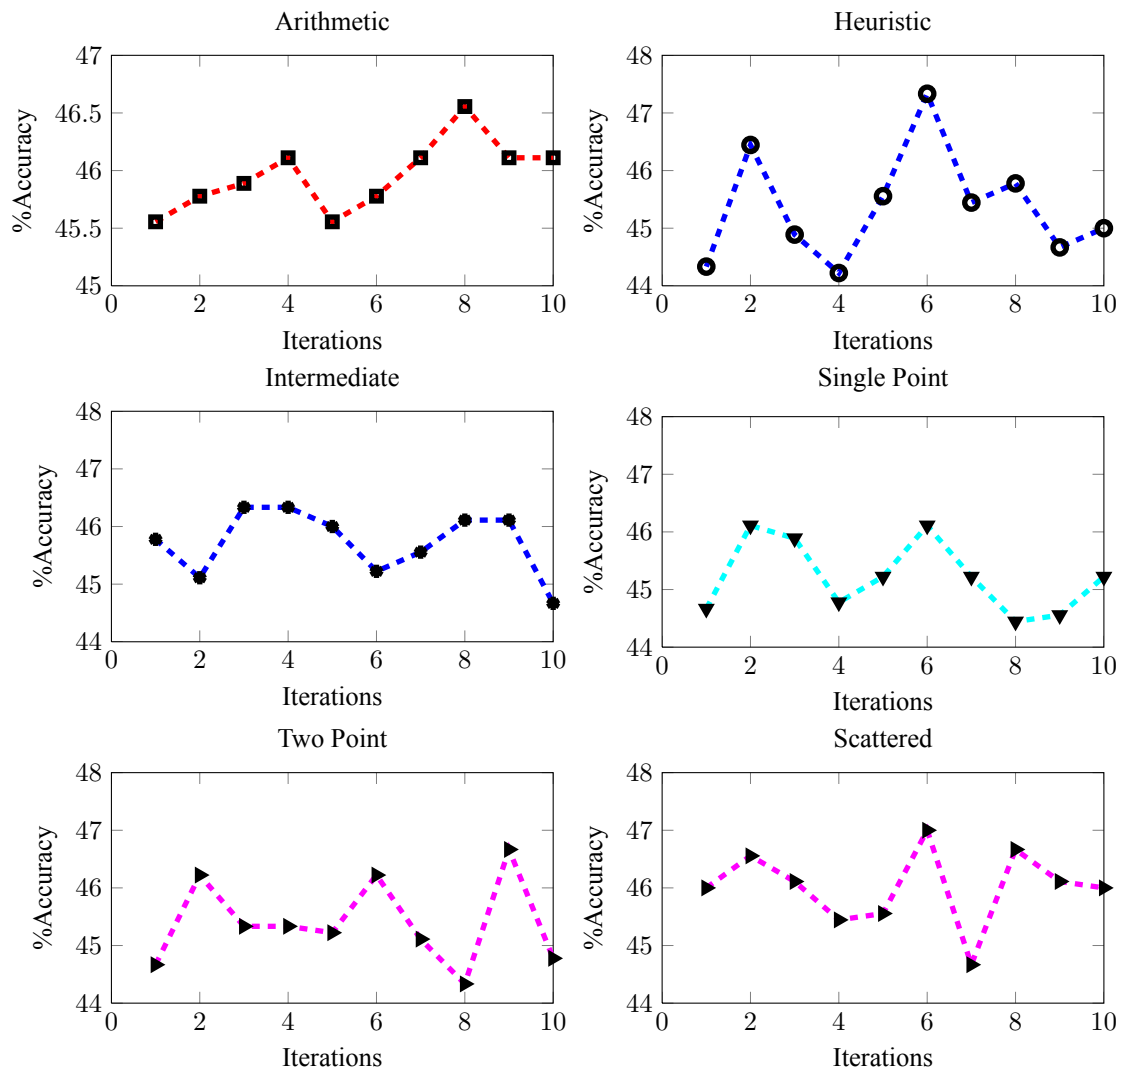 Arithmetic
47
46.5
46
45.5
45
%Accuracy
0 2 4 6 8 10
Iterations
Heuristic
48
47
46
45
44
%Accuracy
0 2 4 6 8 10
Iterations
Intermediate
48
47
46
45
44
%Accuracy
0 2 4 6 8 10
Iterations
Single Point
48
47
46
45
44
%Accuracy
0 2 4 6 8 10
Iterations
Two Point
48
47
46
45
44
%Accuracy
0 2 4 6 8 10
Iterations
Scattered
48
47
46
45
44
%Accuracy
0 2 4 6 8 10
Iterations